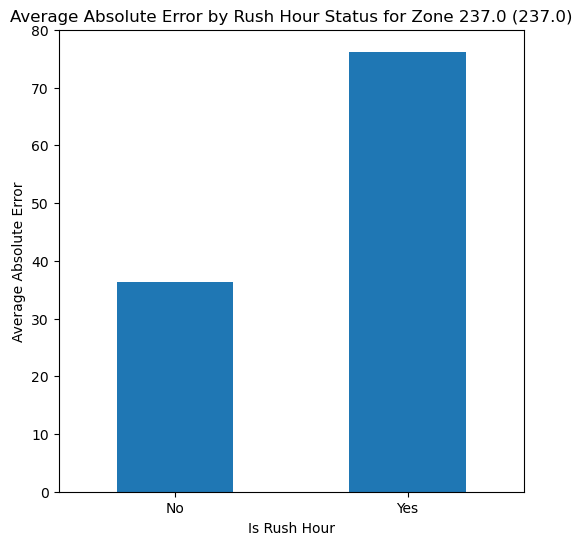 Average Absolute Error by Rush Hour Status for Zone 237.0 (237.0)
80
70
60
50
40
30
20
10
0
Average Absolute Error
No Yes
Is Rush Hour